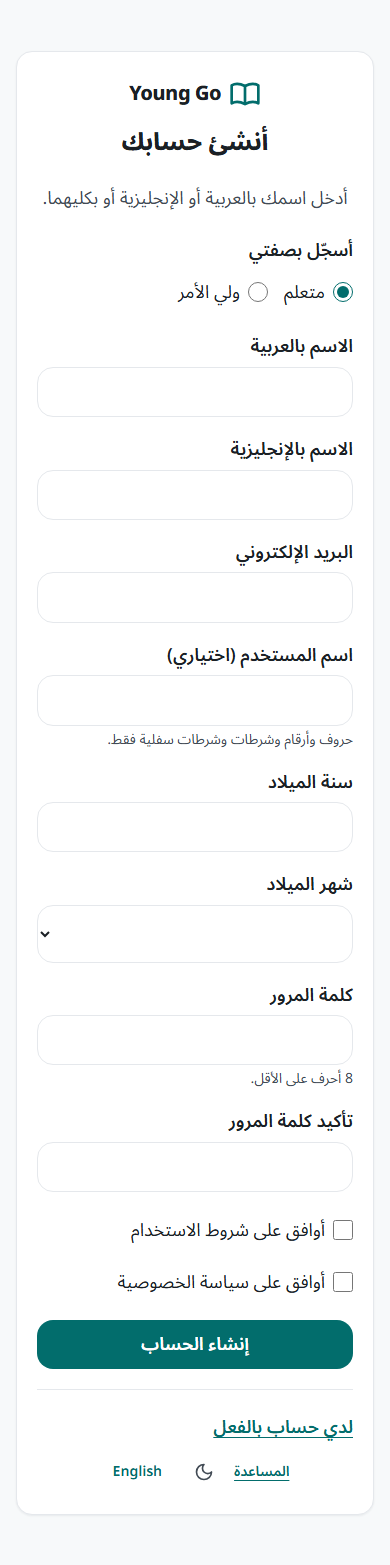 Young Go
أنشئ حسابك
أدخل اسمك بالعربية أو الإنجليزية أو بكليهما.
أسجّل بصفتي
متعلم
ولي الأمر
الاسم بالعربية
الاسم بالإنجليزية
البريد الإلكتروني
اسم المستخدم (اختياري)
حروف وأرقام وشرطات وشرطات سفلية فقط.
سنة الميلاد
شهر الميلاد
كلمة المرور
8 أحرف على الأقل.
تأكيد كلمة المرور
أوافق على شروط الاستخدام
أوافق على سياسة الخصوصية
إنشاء الحساب
لدي حساب بالفعل
المساعدة
English